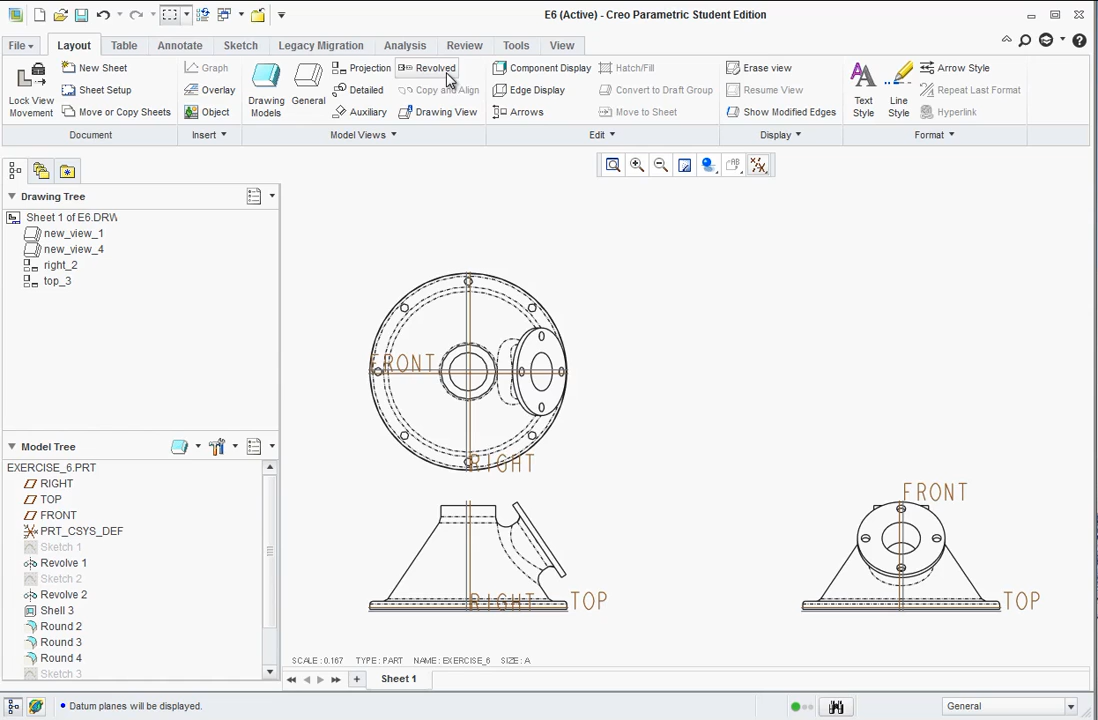 E6 (Active) - Creo Parametric Student Edition
File
Layout
Table
Annotate
Sketch
Legacy Migration
Analysis
Review
Tools
View
Lock View Movement
New Sheet
Sheet Setup
Move or Copy Sheets
Document
Graph
Overlay
Object
Insert
Drawing Models
General
Projection
Detailed
Auxiliary
Revolved
Copy and Align
Drawing View
Model Views
Component Display
Edge Display
Arrows
Hatch/Fill
Convert to Draft Group
Move to Sheet
Edit
Erase view
Resume View
Show Modified Edges
Display
Text Style
Line Style
Arrow Style
Repeat Last Format
Hyperlink
Format
Drawing Tree
Sheet 1 of E6.DRW
new_view_1
new_view_4
right_2
top_3
Model Tree
EXERCISE_6.PRT
RIGHT
TOP
FRONT
PRT_CSYS_DEF
Sketch 1
Revolve 1
Sketch 2
Revolve 2
Shell 3
Round 2
Round 3
Round 4
Sketch 3
FRONT
RIGHT
RIGHT
TOP
FRONT
TOP
SCALE : 0.167 TYPE : PART NAME : EXERCISE_6 SIZE : A
Sheet 1
Datum planes will be displayed.
General